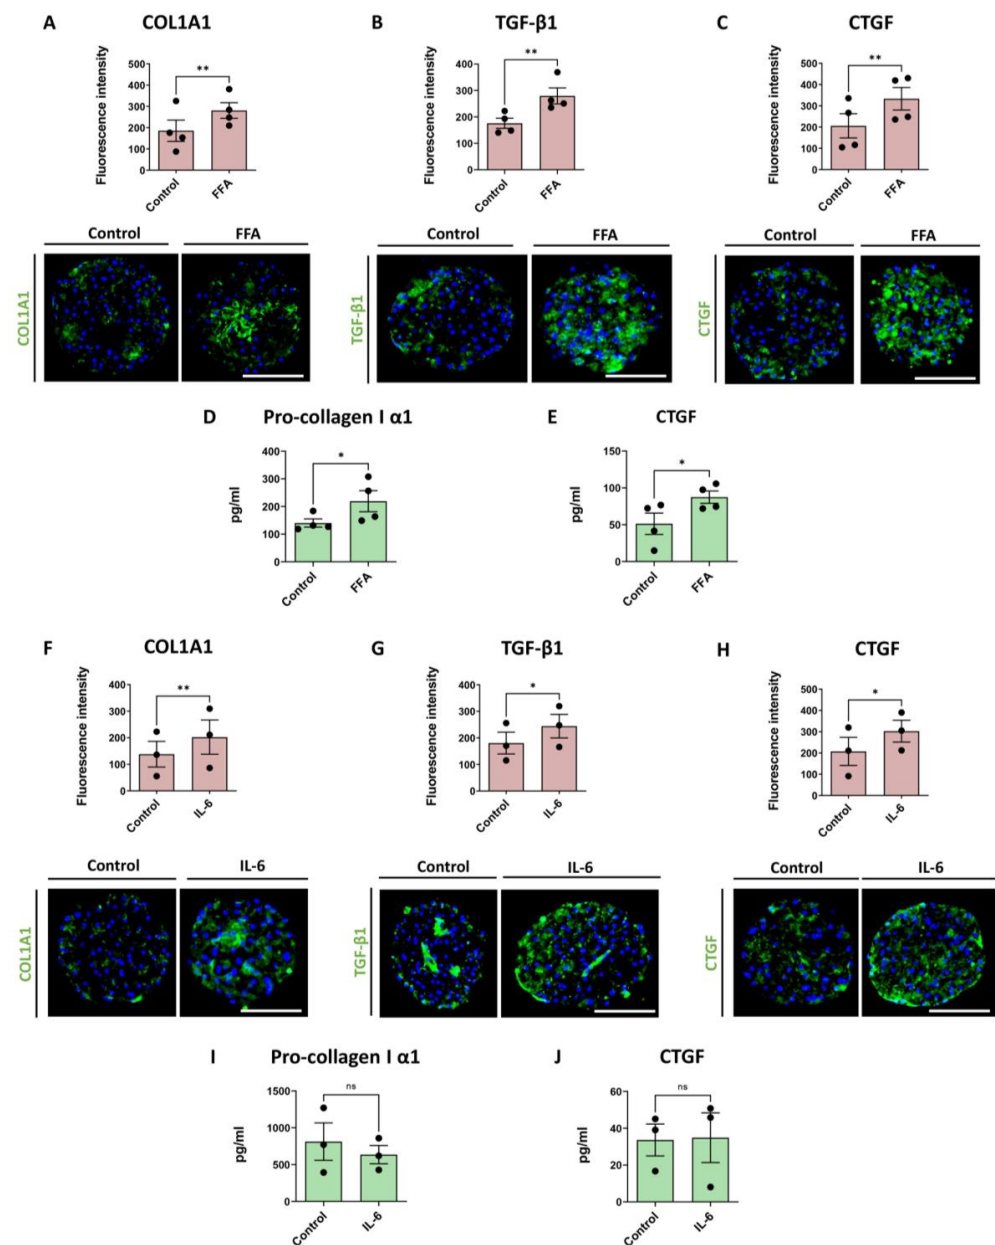 A COL1A1
B TGF-β1
C CTGF
Fluorescence intensity
500
400
300
200
100
0
**
Control
FFA
Fluorescence intensity
400
300
200
100
0
**
Control
FFA
Fluorescence intensity
500
400
300
200
100
0
**
Control
FFA
Control FFA
COL1A1
Control FFA
TGF-β1
Control FFA
CTGF
D Pro-collagen I α1
E CTGF
pg/ml
400
300
200
100
0
*
Control
FFA
pg/ml
150
100
50
0
*
Control
FFA
F COL1A1
G TGF-β1
H CTGF
Fluorescence intensity
400
300
200
100
0
**
Control
IL-6
Fluorescence intensity
400
300
200
100
0
*
Control
IL-6
Fluorescence intensity
500
400
300
200
100
0
*
Control
IL-6
Control IL-6
COL1A1
Control IL-6
TGF-β1
Control IL-6
CTGF
I Pro-collagen I α1
J CTGF
pg/ml
1500
1000
500
0
ns
Control
IL-6
pg/ml
60
40
20
0
ns
Control
IL-6